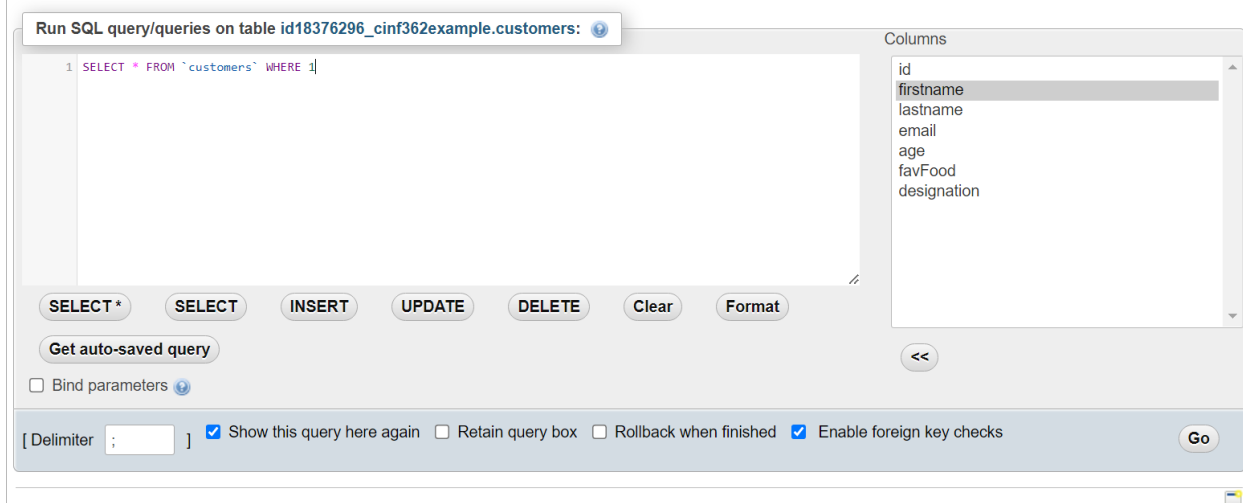 Run SQL query/queries on table id18376296_cinf362example.customers:
Columns
1 SELECT * FROM `customers` WHERE 1
id
firstname
lastname
email
age
favFood
designation
SELECT * SELECT INSERT UPDATE DELETE Clear Format
Get auto-saved query
<<
Bind parameters
[ Delimiter ; ] Show this query here again Retain query box Rollback when finished Enable foreign key checks
Go